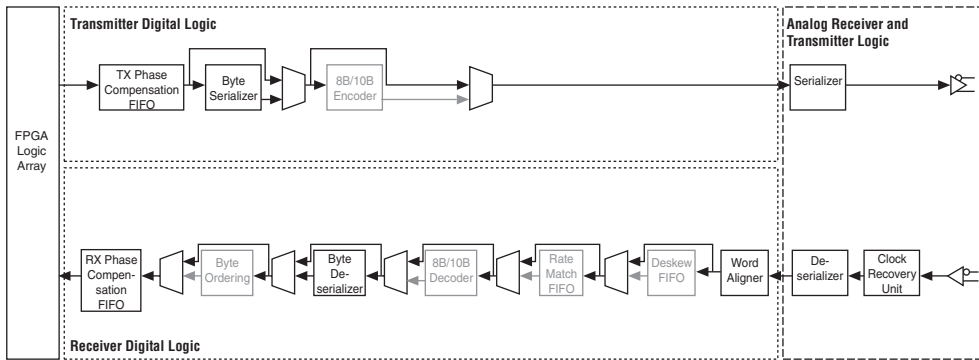 Transmitter Digital Logic
Analog Receiver and
Transmitter Logic
TX Phase
Compensation
FIFO
Byte
Serializer
8B/10B
Encoder
Serializer
FPGA
Logic
Array
RX Phase
Compen-
sation
FIFO
Byte
Ordering
Byte
De-
serializer
8B/10B
Decoder
Rate
Match
FIFO
Deskew
FIFO
Word
Aligner
De-
serializer
Clock
Recovery
Unit
Receiver Digital Logic